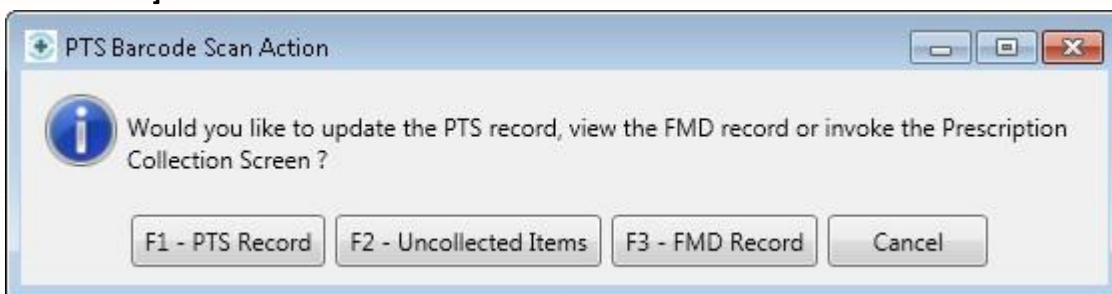 PTS Barcode Scan Action
Would you like to update the PTS record, view the FMD record or invoke the Prescription
Collection Screen ?
F1 - PTS Record F2 - Uncollected Items F3 - FMD Record Cancel